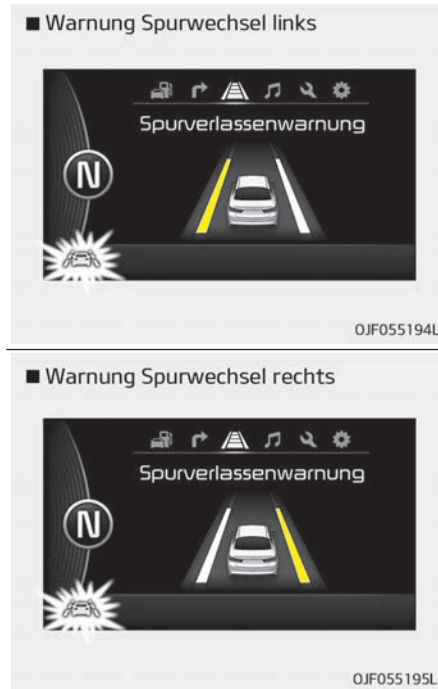 ■ Warnung Spurwechsel links
Spurverlassenwarnung
N
OJF055194L
■ Warnung Spurwechsel rechts
Spurverlassenwarnung
N
OJF055195L